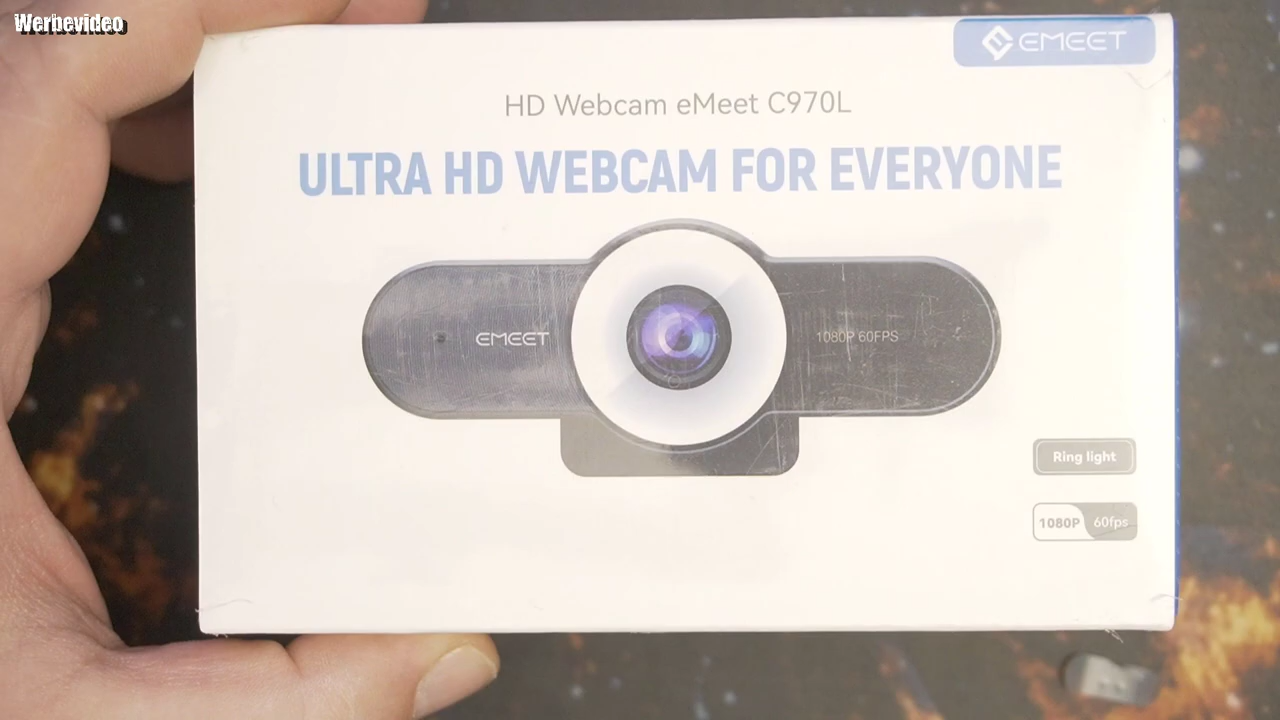 Werbevideo
EMEET
HD Webcam eMeet C970L
ULTRA HD WEBCAM FOR EVERYONE
EMEET
1080P 60FPS
Ring light
1080P 60fps